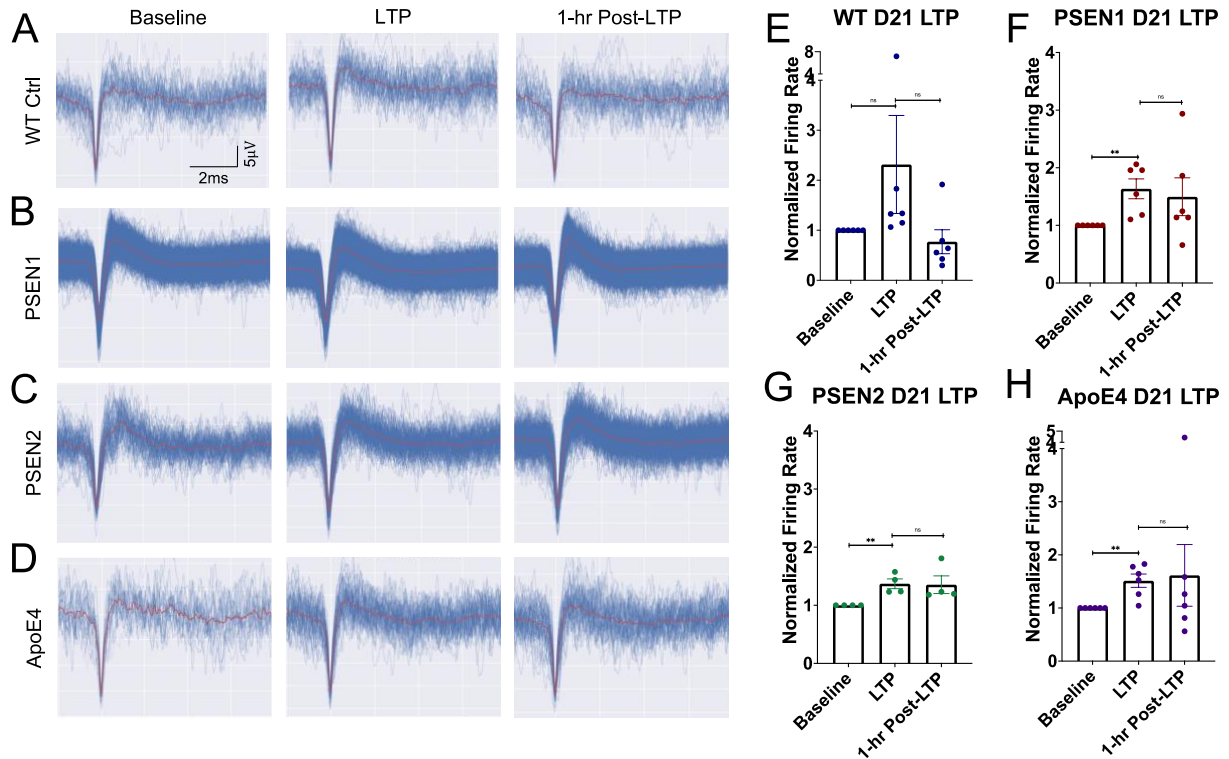 A
Baseline
LTP
1-hr Post-LTP
WT Ctrl
2ms
5µV
B
PSEN1
C
PSEN2
D
ApoE4
E
WT D21 LTP
Normalized Firing Rate
8
4
4
3
2
1
0
ns
ns
Baseline
LTP
1-hr Post-LTP
F
PSEN1 D21 LTP
Normalized Firing Rate
4
3
2
1
0
**
ns
Baseline
LTP
1-hr Post-LTP
G
PSEN2 D21 LTP
Normalized Firing Rate
4
3
2
1
0
**
ns
Baseline
LTP
1-hr Post-LTP
H
ApoE4 D21 LTP
Normalized Firing Rate
5
4
4
3
2
1
0
**
ns
Baseline
LTP
1-hr Post-LTP